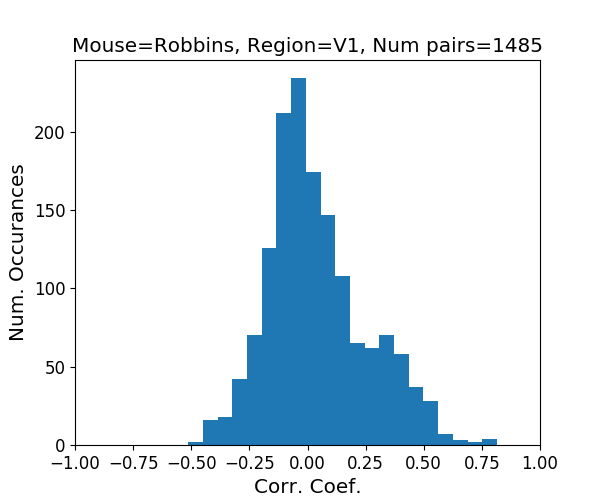 Mouse=Robbins, Region=V1, Num pairs=1485
Num. Occurances
200
150
100
50
0
−1.00 −0.75 −0.50 −0.25 0.00 0.25 0.50 0.75 1.00
Corr. Coef.